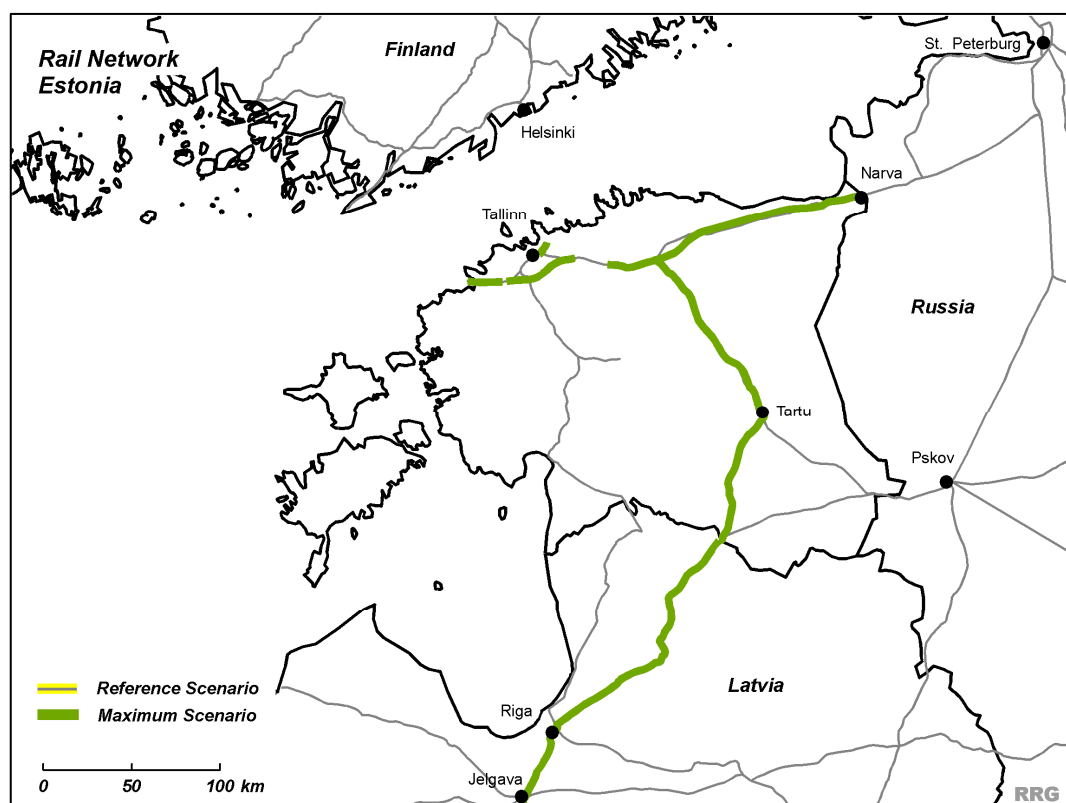 Rail Network
Estonia
Finland
St. Peterburg
Helsinki
Narva
Tallinn
Russia
Tartu
Pskov
Reference Scenario
Maximum Scenario
Latvia
Riga
Jelgava
0 50 100 km
RRG